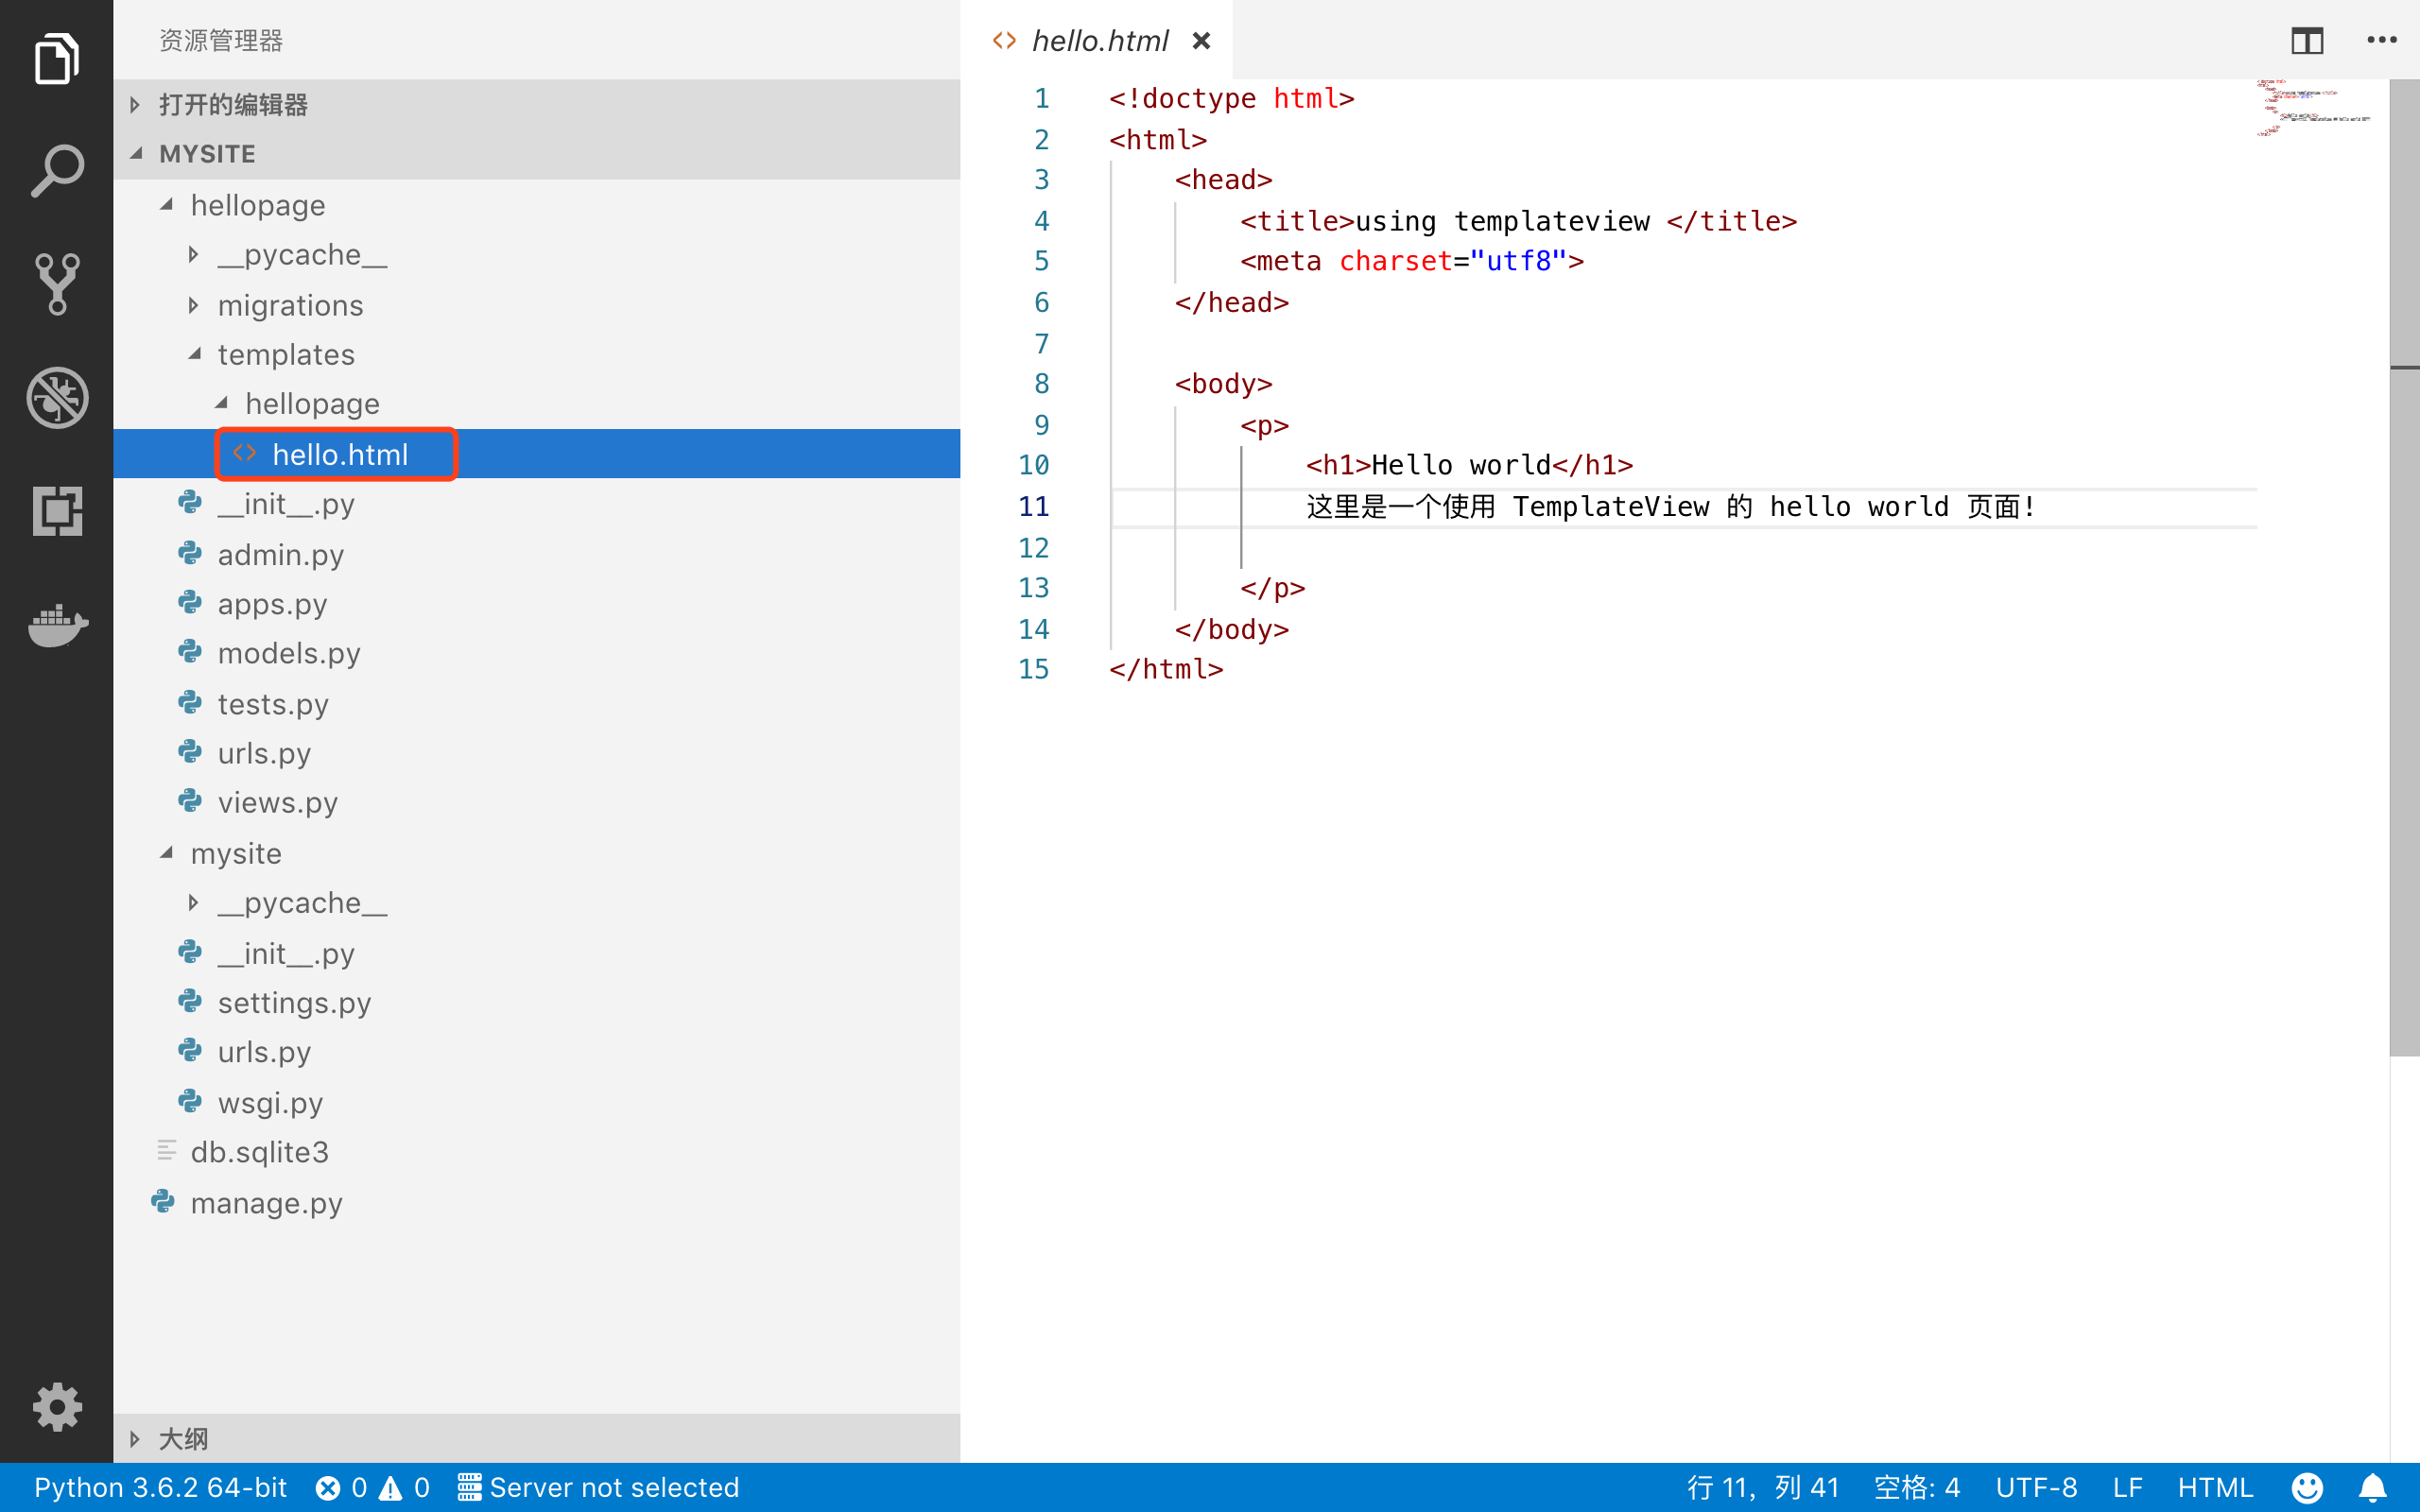 资源管理器
打开的编辑器
MYSITE
hellopage
__pycache__
migrations
templates
hellopage
hello.html
__init__.py
admin.py
apps.py
models.py
tests.py
urls.py
views.py
mysite
__pycache__
__init__.py
settings.py
urls.py
wsgi.py
db.sqlite3
manage.py
大纲
hello.html
1 <!doctype html>
2 <html>
3 <head>
4 <title>using templateview </title>
5 <meta charset="utf8">
6 </head>
7
8 <body>
9 <p>
10 <h1>Hello world</h1>
11 这里是一个使用 TemplateView 的 hello world 页面!
12
13 </p>
14 </body>
15 </html>
Python 3.6.2 64-bit 0 0 Server not selected 行 11, 列 41 空格: 4 UTF-8 LF HTML